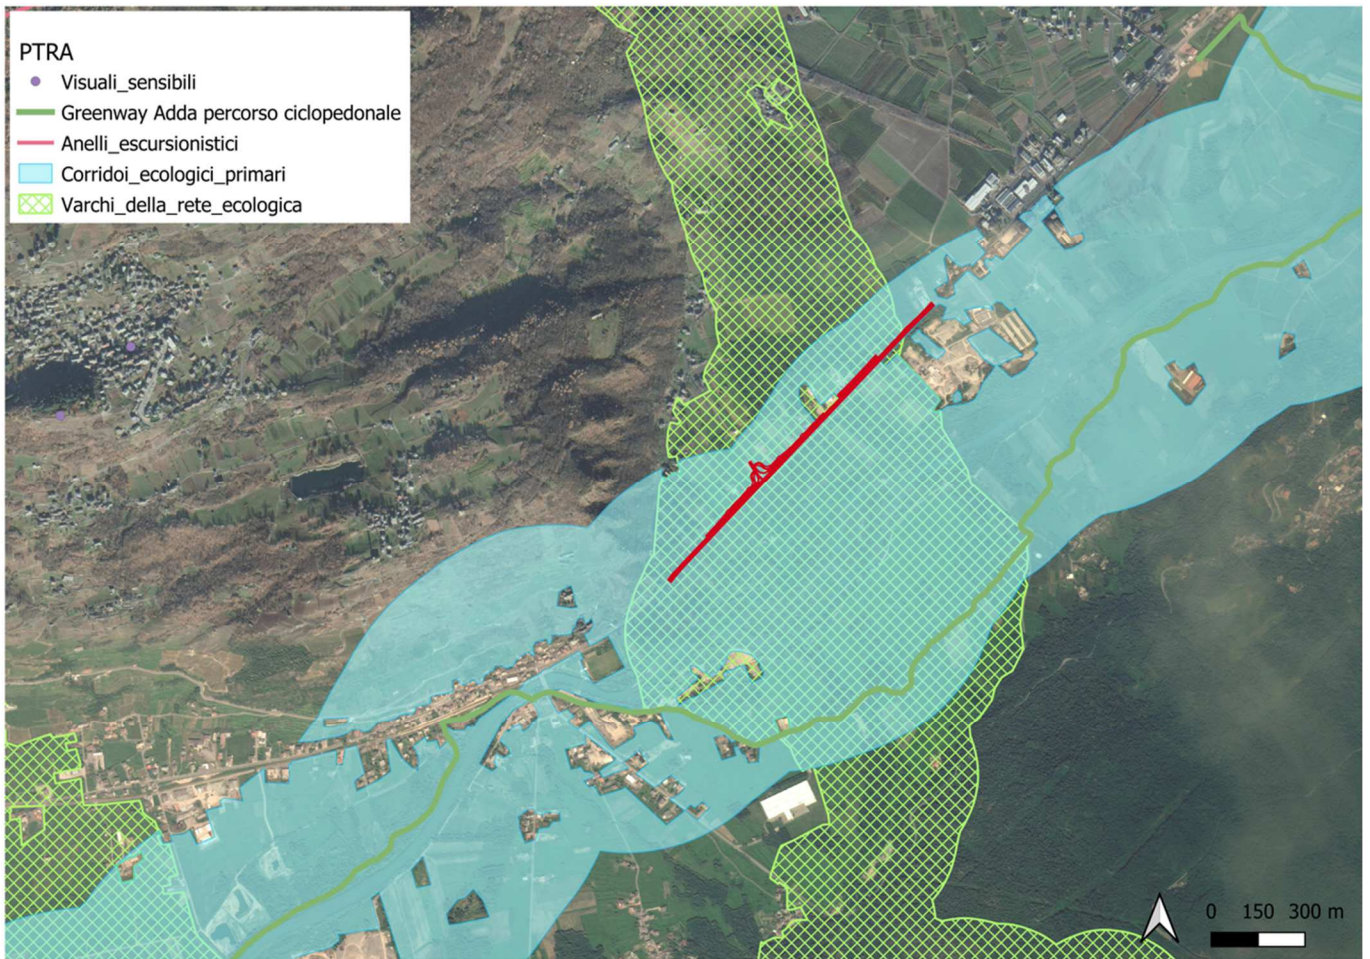 PTRA
Visuali_sensibili
Greenway Adda percorso ciclopedonale
Anelli_escursionistici
Corridoi_ecologici_primari
Varchi_della_rete_ecologica
0 150 300 m